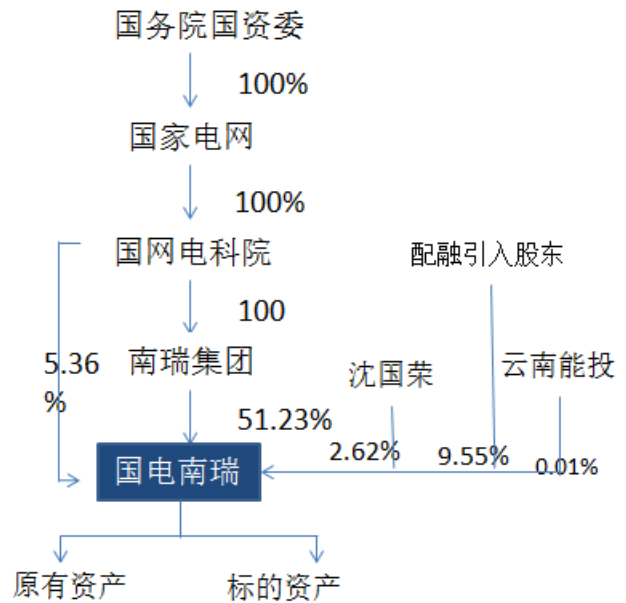 国务院国资委
100%
国家电网
100%
国网电科院
配融引入股东
100
南瑞集团
5.36
%
沈国荣
云南能投
51.23%
2.62%
9.55%
0.01%
国电南瑞
原有资产
标的资产